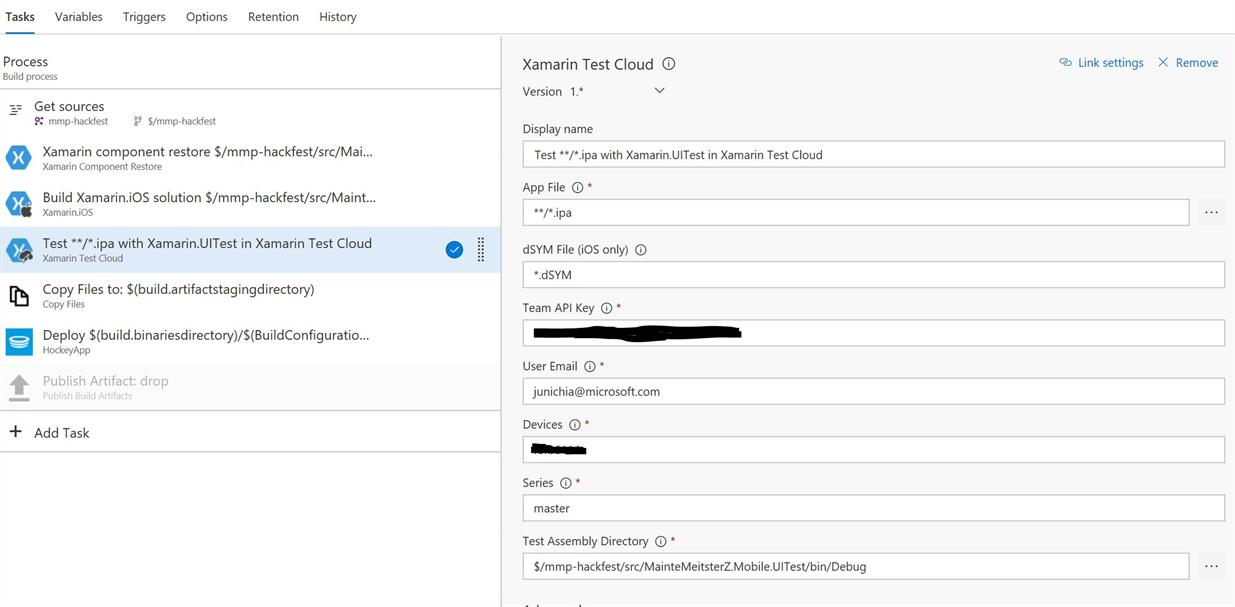 Tasks Variables Triggers Options Retention History
Process
Build process
Get sources
mmp-hackfest $/mmp-hackfest
Xamarin component restore $/mmp-hackfest/src/Mai...
Xamarin Component Restore
Build Xamarin.iOS solution $/mmp-hackfest/src/Maint...
Xamarin.iOS
Test **/*.ipa with Xamarin.UITest in Xamarin Test Cloud
Xamarin Test Cloud
Copy Files to: $(build.artifactstagingdirectory)
Copy Files
Deploy $(build.binariesdirectory)/$(BuildConfiguratio...
HockeyApp
Publish Artifact: drop
Publish Build Artifacts
+ Add Task
Xamarin Test Cloud
Link settings Remove
Version 1.*
Display name
Test **/*.ipa with Xamarin.UITest in Xamarin Test Cloud
App File *
**/*.ipa
...
dSYM File (iOS only)
*.dSYM
Team API Key *
User Email *
junichia@microsoft.com
Devices *
Series *
master
Test Assembly Directory *
$/mmp-hackfest/src/MainteMeitsterZ.Mobile.UITest/bin/Debug
...